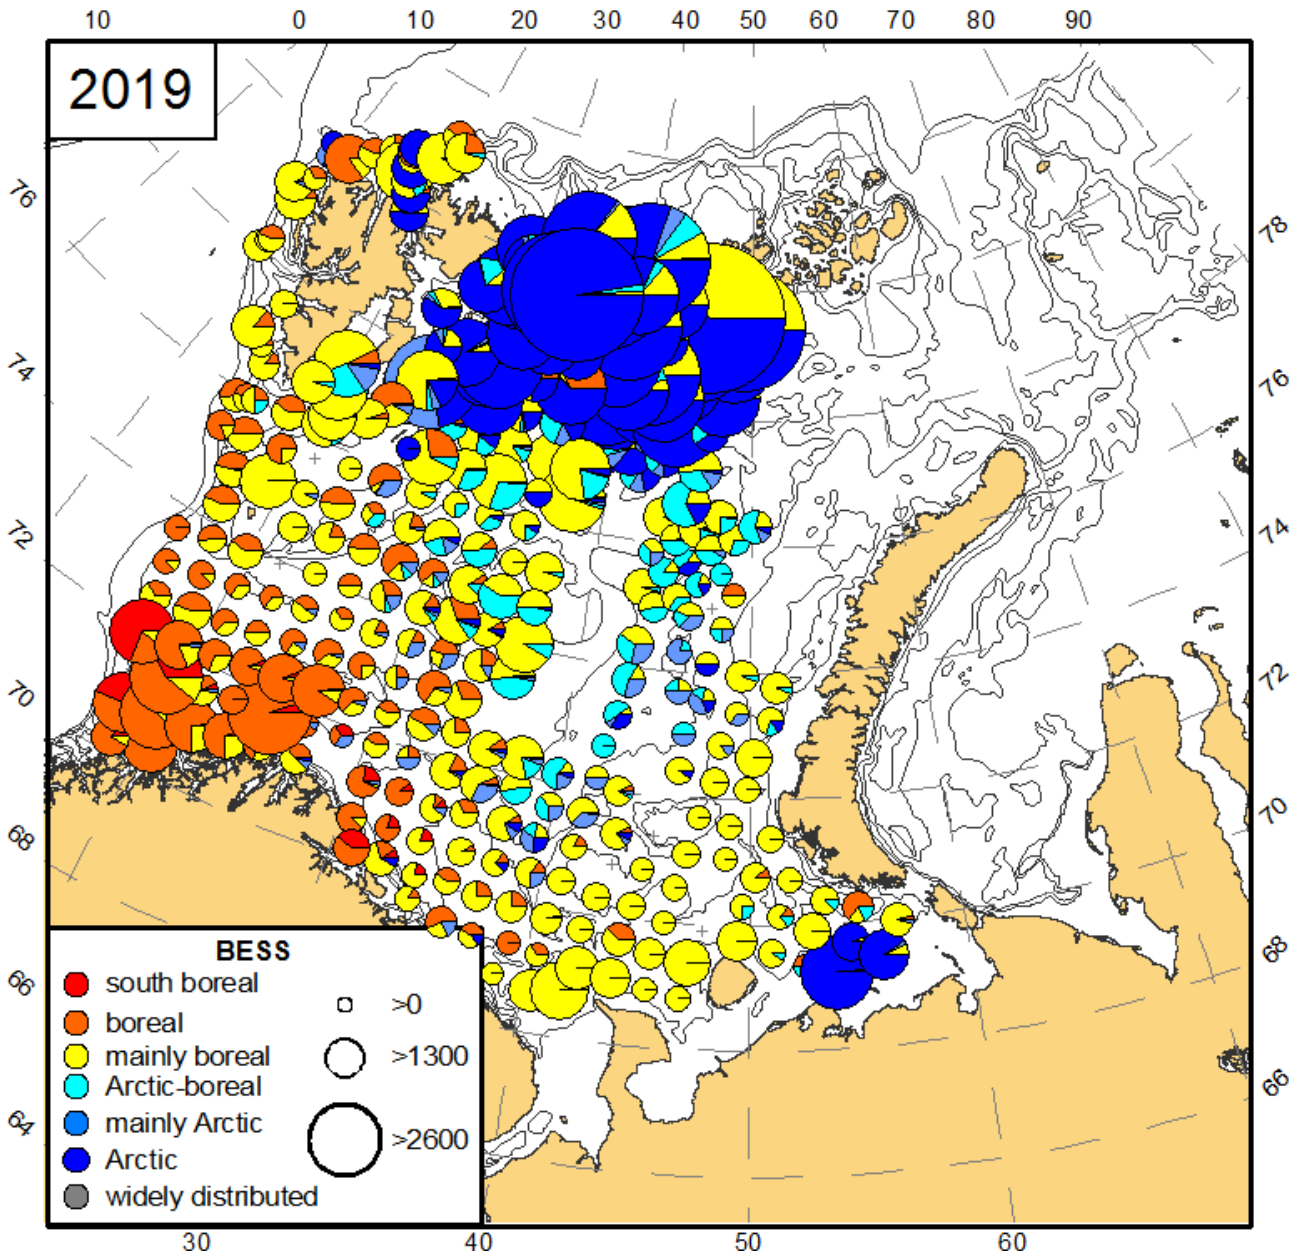 10 0 10 20 30 40 50 60 70 80 90
2019
76
74
72
70
68
66
64
78
76
74
72
70
68
66
BESS
south boreal
boreal
mainly boreal
Arctic-boreal
mainly Arctic
Arctic
widely distributed
>0
>1300
>2600
30 40 50 60